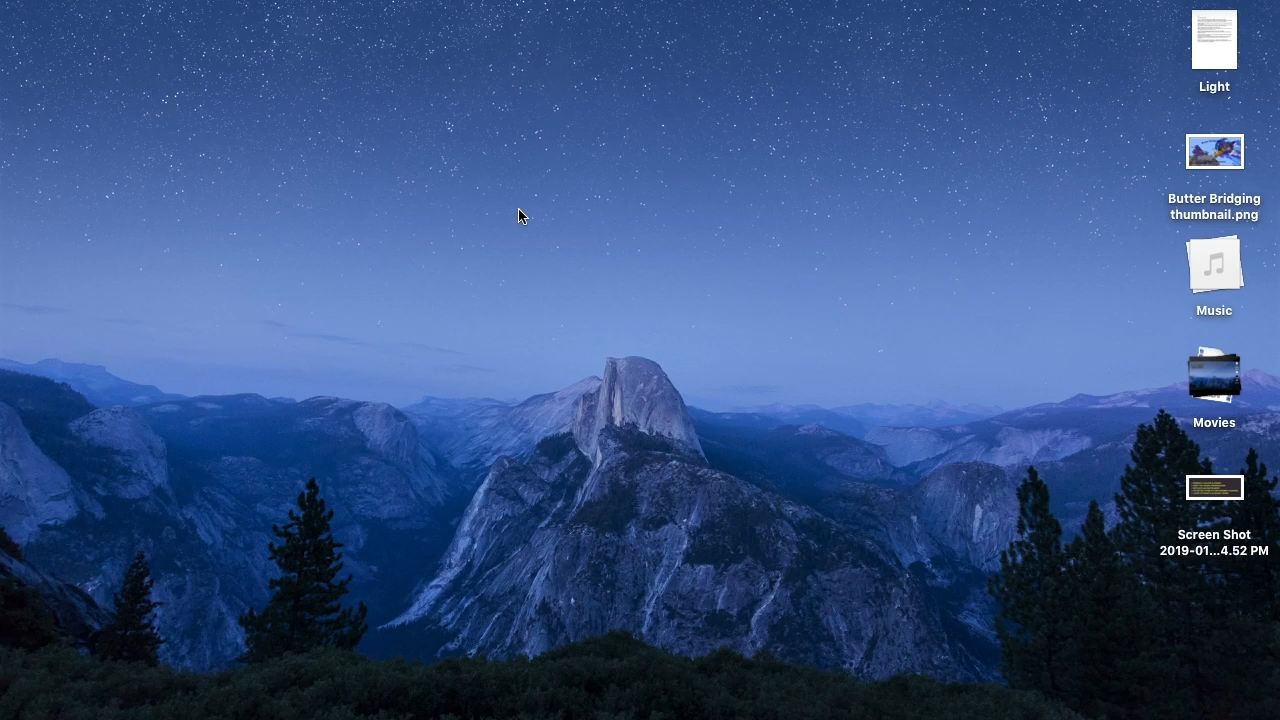 Light
Butter Bridging
thumbnail.png
Music
Movies
Screen Shot
2019-01...4.52 PM